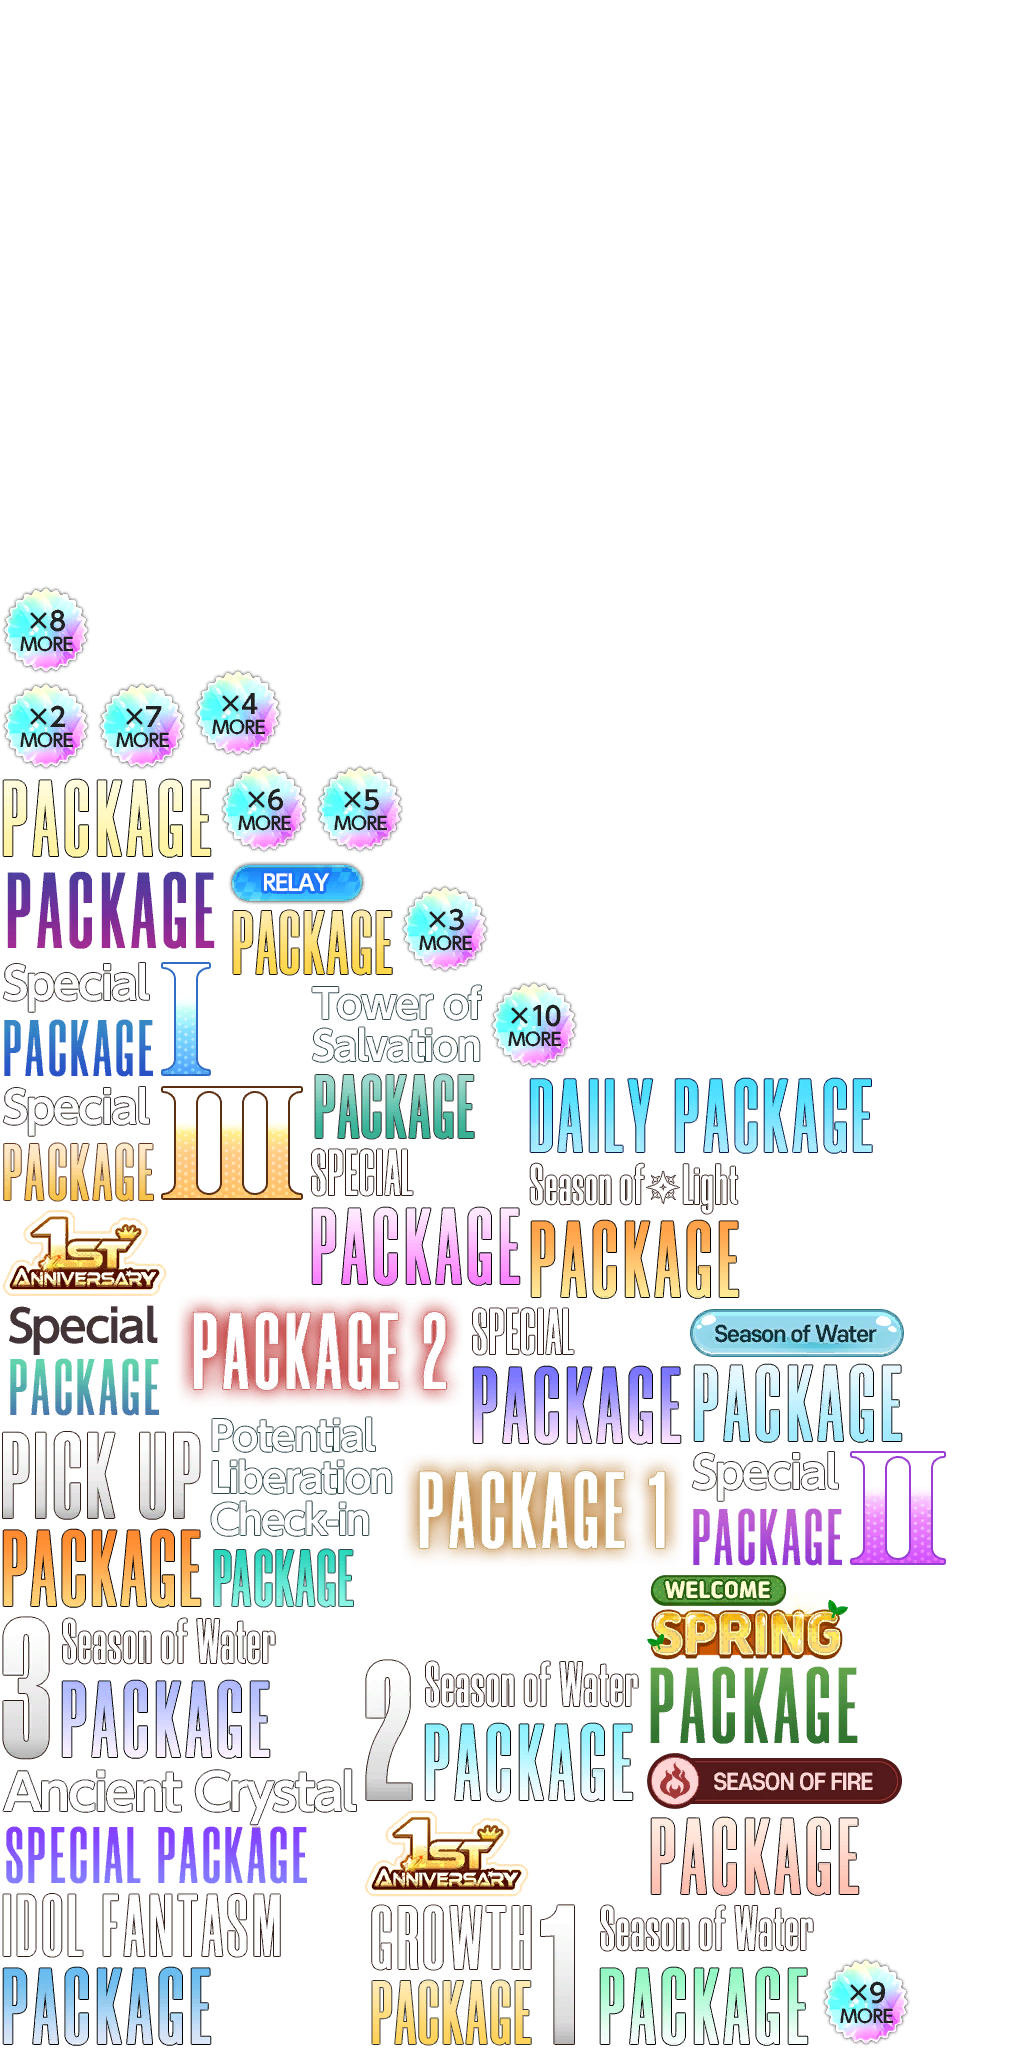 ×8
MORE
×2
MORE
×7
MORE
×4
MORE
PACKAGE
×6
MORE
×5
MORE
PACKAGE
RELAY
PACKAGE
×3
MORE
Special
PACKAGE
I
Tower of
Salvation
PACKAGE
×10
MORE
Special
PACKAGE
III
DAILY PACKAGE
SPECIAL
PACKAGE
Season of Light
PACKAGE
1ST
ANNIVERSARY
Special
PACKAGE
PACKAGE 2
SPECIAL
PACKAGE
Season of Water
PACKAGE
PICK UP
PACKAGE
Potential
Liberation
Check-in
PACKAGE
PACKAGE 1
Special
PACKAGE
II
3
Season of Water
PACKAGE
2
Season of Water
PACKAGE
WELCOME
SPRING
PACKAGE
Ancient Crystal
SPECIAL PACKAGE
SEASON OF FIRE
PACKAGE
IDOL FANTASM
PACKAGE
1ST
ANNIVERSARY
GROWTH
PACKAGE
1
Season of Water
PACKAGE
×9
MORE